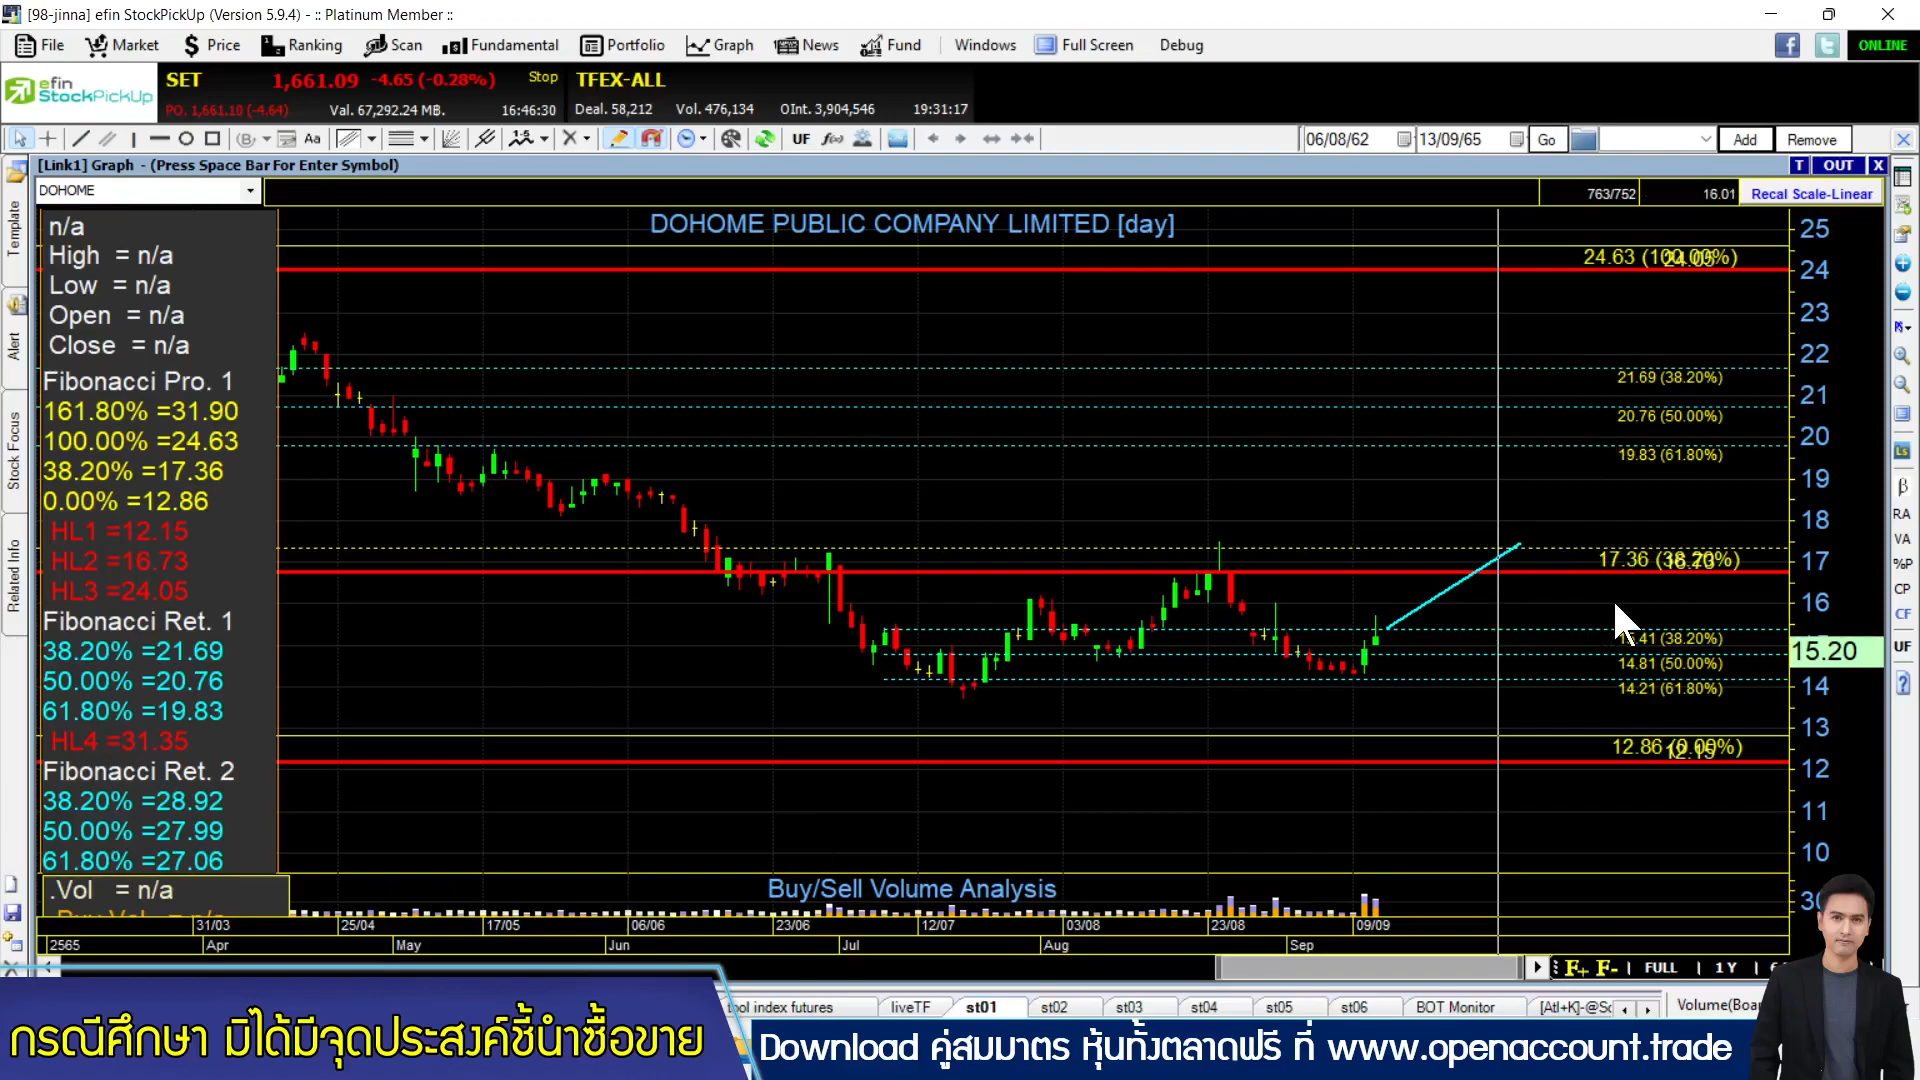 [98-jinna] efin StockPickUp (Version 5.9.4) - :: Platinum Member ::
File Market $ Price Ranking Scan Fundamental Portfolio Graph News Fund Windows Full Screen Debug ONLINE
efin StockPickUp
SET 1,661.09 -4.65 (-0.28%) Stop TFEX-ALL
PO. 1,661.10 (-4.64) Val. 67,292.24 MB. 16:46:30 Deal. 58,212 Vol. 476,134 OInt. 3,904,546 19:31:17
Aa UF f(x) 06/08/62 13/09/65 Go Add Remove
[Link1] Graph - (Press Space Bar For Enter Symbol) T OUT X
DOHOME 763/752 16.01 Recal Scale-Linear
DOHOME PUBLIC COMPANY LIMITED [day]
n/a
High = n/a
Low = n/a
Open = n/a
Close = n/a
Fibonacci Pro. 1
161.80% =31.90
100.00% =24.63
38.20% =17.36
0.00% =12.86
HL1 =12.15
HL2 =16.73
HL3 =24.05
Fibonacci Ret. 1
38.20% =21.69
50.00% =20.76
61.80% =19.83
HL4 =31.35
Fibonacci Ret. 2
38.20% =28.92
50.00% =27.99
61.80% =27.06
.Vol = n/a
Template
Alert
Stock Focus
Related Info
24.63 (100.00%)
21.69 (38.20%)
20.76 (50.00%)
19.83 (61.80%)
17.36 (38.20%)
15.41 (38.20%)
14.81 (50.00%)
14.21 (61.80%)
12.86 (0.00%)
12.15
25
24
23
22
21
20
19
18
17
16
15.20
14
13
12
11
10
30
Ls
β
RA
VA
%P
CP
CF
UF
?
Buy/Sell Volume Analysis
31/03 25/04 17/05 06/06 23/06 12/07 03/08 23/08 09/09
2565 Apr May Jun Jul Aug Sep
F+ F- | FULL | 1 Y |
tool index futures liveTF st01 st02 st03 st04 st05 st06 BOT Monitor [Atl+K]-@Sc Volume(Boa
กรณีศึกษา มิได้มีจุดประสงค์ชี้นำซื้อขาย
Download คู่สมมาตร หุ้นทั้งตลาดฟรี ที่ www.openaccount.trade